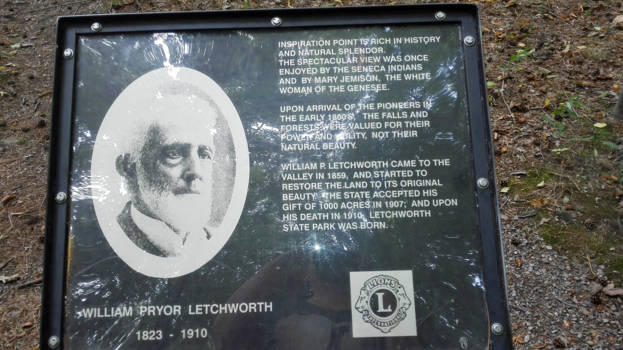 INSPIRATION POINT IS RICH IN HISTORY
AND NATURAL SPLENDOR.
THE SPECTACULAR VIEW WAS ONCE
ENJOYED BY THE SENECA INDIANS
AND BY MARY JEMISON, THE WHITE
WOMAN OF THE GENESEE.
UPON ARRIVAL OF THE PIONEERS IN
THE EARLY 1800'S, THE FALLS AND
FORESTS WERE VALUED FOR THEIR
POWER AND UTILITY, NOT THEIR
NATURAL BEAUTY.
WILLIAM P. LETCHWORTH CAME TO THE
VALLEY IN 1859, AND STARTED TO
RESTORE THE LAND TO ITS ORIGINAL
BEAUTY. THE STATE ACCEPTED HIS
GIFT OF 1000 ACRES IN 1907; AND UPON
HIS DEATH IN 1910, LETCHWORTH
STATE PARK WAS BORN.
WILLIAM PRYOR LETCHWORTH
1823 - 1910
LIONS
L
INTERNATIONAL